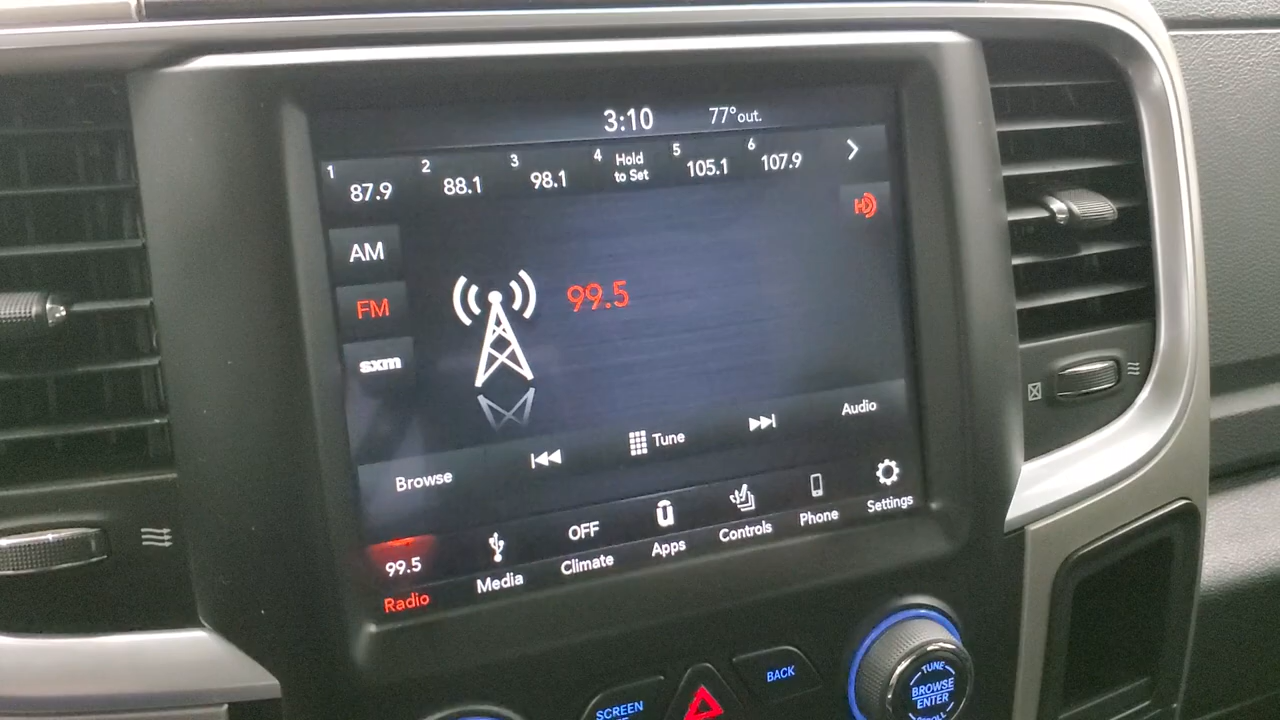 3:10 77°out.
1 87.9 2 88.1 3 98.1 4 Hold to Set 5 105.1 6 107.9
HD
AM
FM 99.5
sxm
Browse Tune Audio
99.5 OFF
Radio Media Climate Apps Controls Phone Settings
SCREEN BACK
TUNE
BROWSE
ENTER